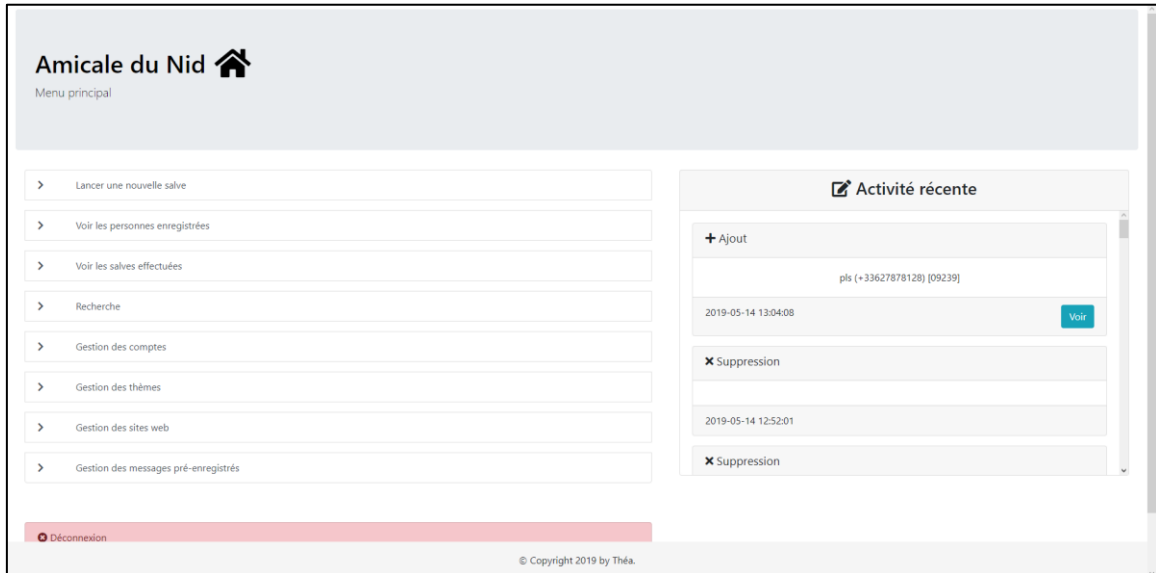 Amicale du Nid
Menu principal
Lancer une nouvelle salve
Voir les personnes enregistrées
Voir les salves effectuées
Recherche
Gestion des comptes
Gestion des thèmes
Gestion des sites web
Gestion des messages pré-enregistrés
Déconnexion
Activité récente
Ajout
pls (+33627878128) [09239]
2019-05-14 13:04:08
Voir
Suppression
2019-05-14 12:52:01
Suppression
© Copyright 2019 by Théa.